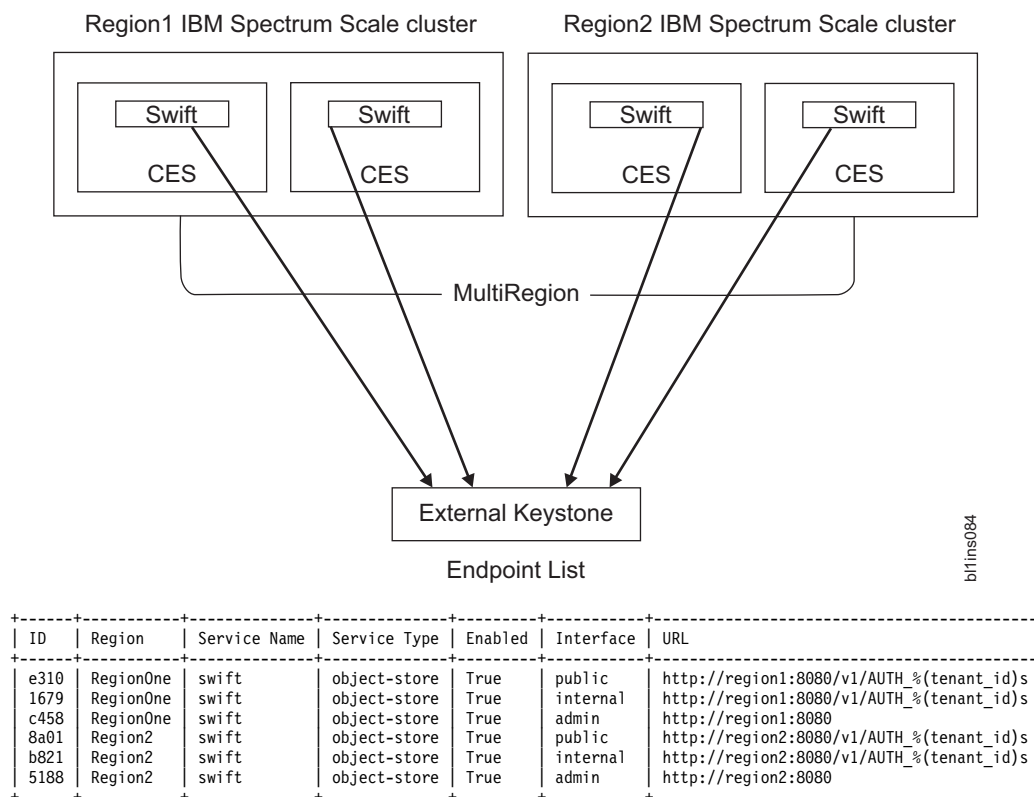 Region1 IBM Spectrum Scale cluster
Region2 IBM Spectrum Scale cluster
Swift
Swift
Swift
Swift
CES
CES
CES
CES
MultiRegion
External Keystone
bl1ins084
Endpoint List
+------+-----------+--------------+--------------+---------+-----------+---------------------------------------
| ID | Region | Service Name | Service Type | Enabled | Interface | URL
+------+-----------+--------------+--------------+---------+-----------+---------------------------------------
| e310 | RegionOne | swift | object-store | True | public | http://region1:8080/v1/AUTH_%(tenant_id)s
| 1679 | RegionOne | swift | object-store | True | internal | http://region1:8080/v1/AUTH_%(tenant_id)s
| c458 | RegionOne | swift | object-store | True | admin | http://region1:8080
| 8a01 | Region2 | swift | object-store | True | public | http://region2:8080/v1/AUTH_%(tenant_id)s
| b821 | Region2 | swift | object-store | True | internal | http://region2:8080/v1/AUTH_%(tenant_id)s
| 5188 | Region2 | swift | object-store | True | admin | http://region2:8080
+------+-----------+--------------+--------------+---------+-----------+---------------------------------------